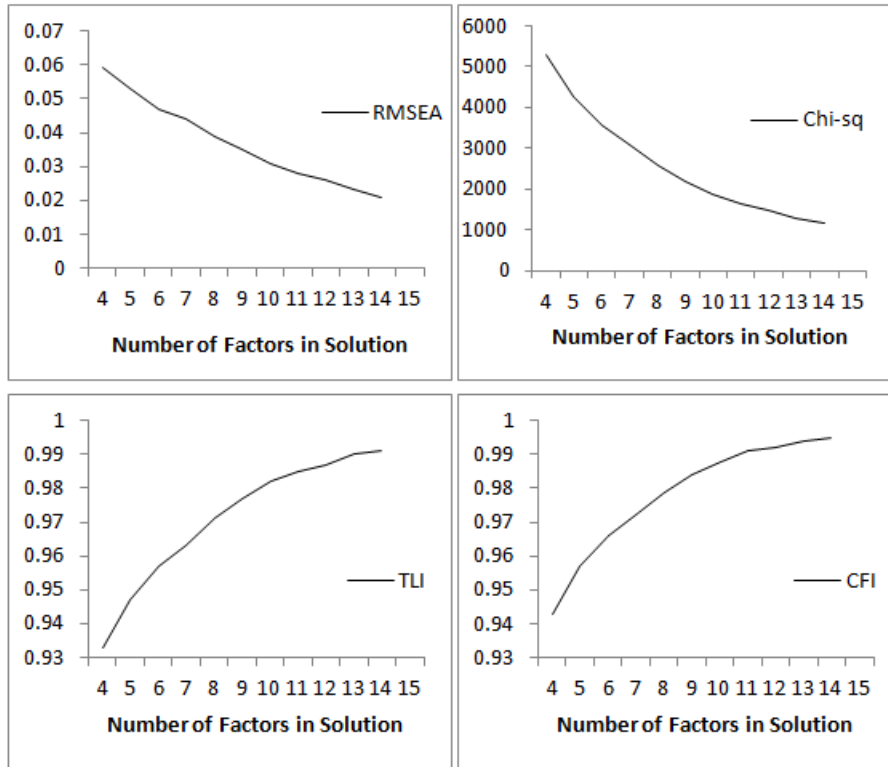 0.07
0.06
0.05
0.04
0.03
0.02
0.01
0
RMSEA
4 5 6 7 8 9 10 11 12 13 14 15
Number of Factors in Solution
6000
5000
4000
3000
2000
1000
0
Chi-sq
4 5 6 7 8 9 10 11 12 13 14 15
Number of Factors in Solution
1
0.99
0.98
0.97
0.96
0.95
0.94
0.93
TLI
4 5 6 7 8 9 10 11 12 13 14 15
Number of Factors in Solution
1
0.99
0.98
0.97
0.96
0.95
0.94
0.93
CFI
4 5 6 7 8 9 10 11 12 13 14 15
Number of Factors in Solution